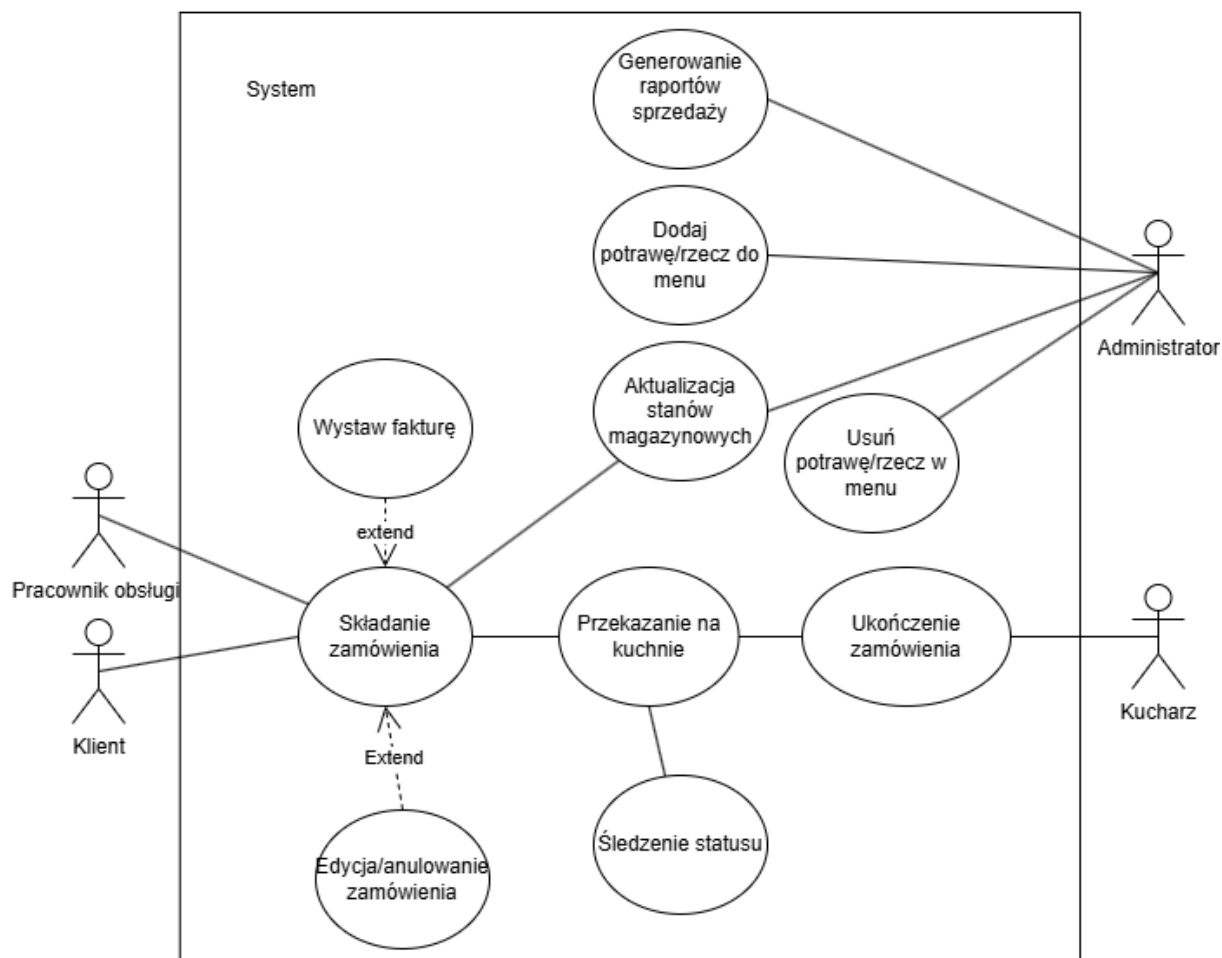 System
Generowanie
raportów
sprzedaży
Dodaj
potrawę/rzecz do
menu
Administrator
Aktualizacja
stanów
magazynowych
Wystaw fakturę
Usuń
potrawę/rzecz w
menu
extend
Pracownik obsługi
Składanie
zamówienia
Przekazanie na
kuchnie
Ukończenie
zamówienia
Kucharz
Klient
Extend
Śledzenie statusu
Edycja/anulowanie
zamówienia